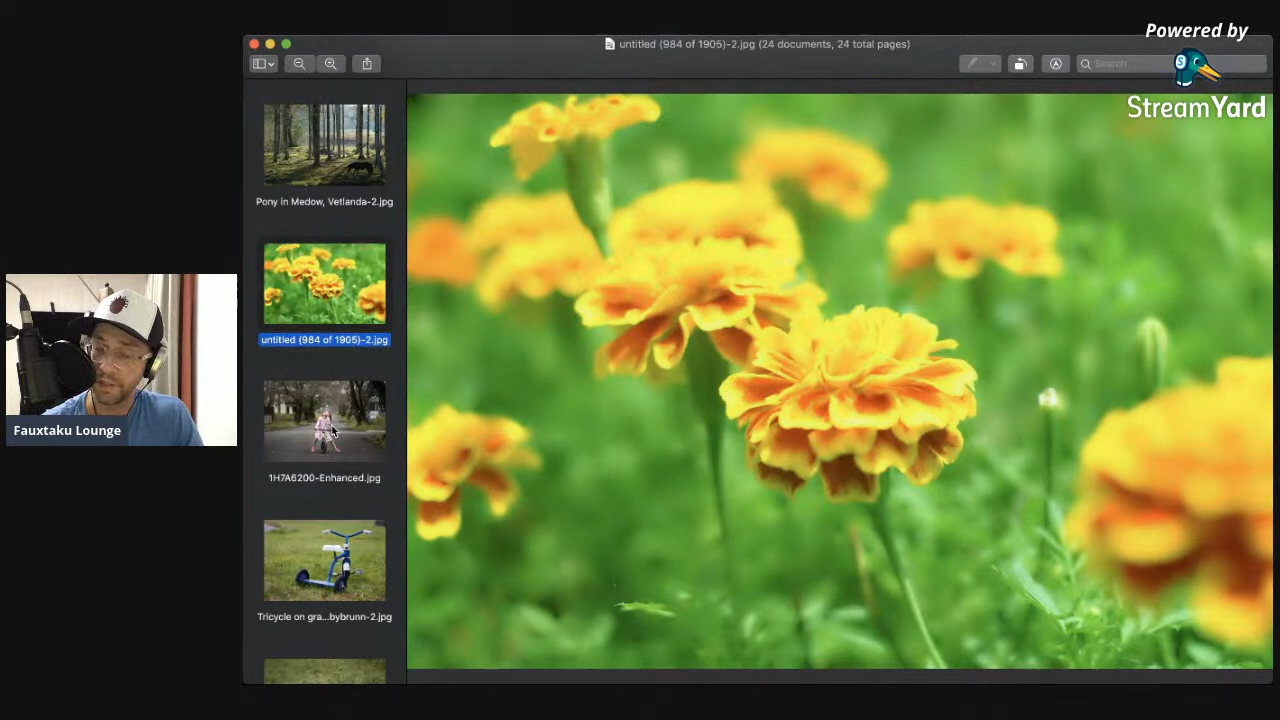 untitled (984 of 1905)-2.jpg (24 documents, 24 total pages)
Search
Powered by
StreamYard
Pony in Medow, Vetlanda-2.jpg
untitled (984 of 1905)-2.jpg
1H7A6200-Enhanced.jpg
Tricycle on gra...bybrunn-2.jpg
Fauxtaku Lounge